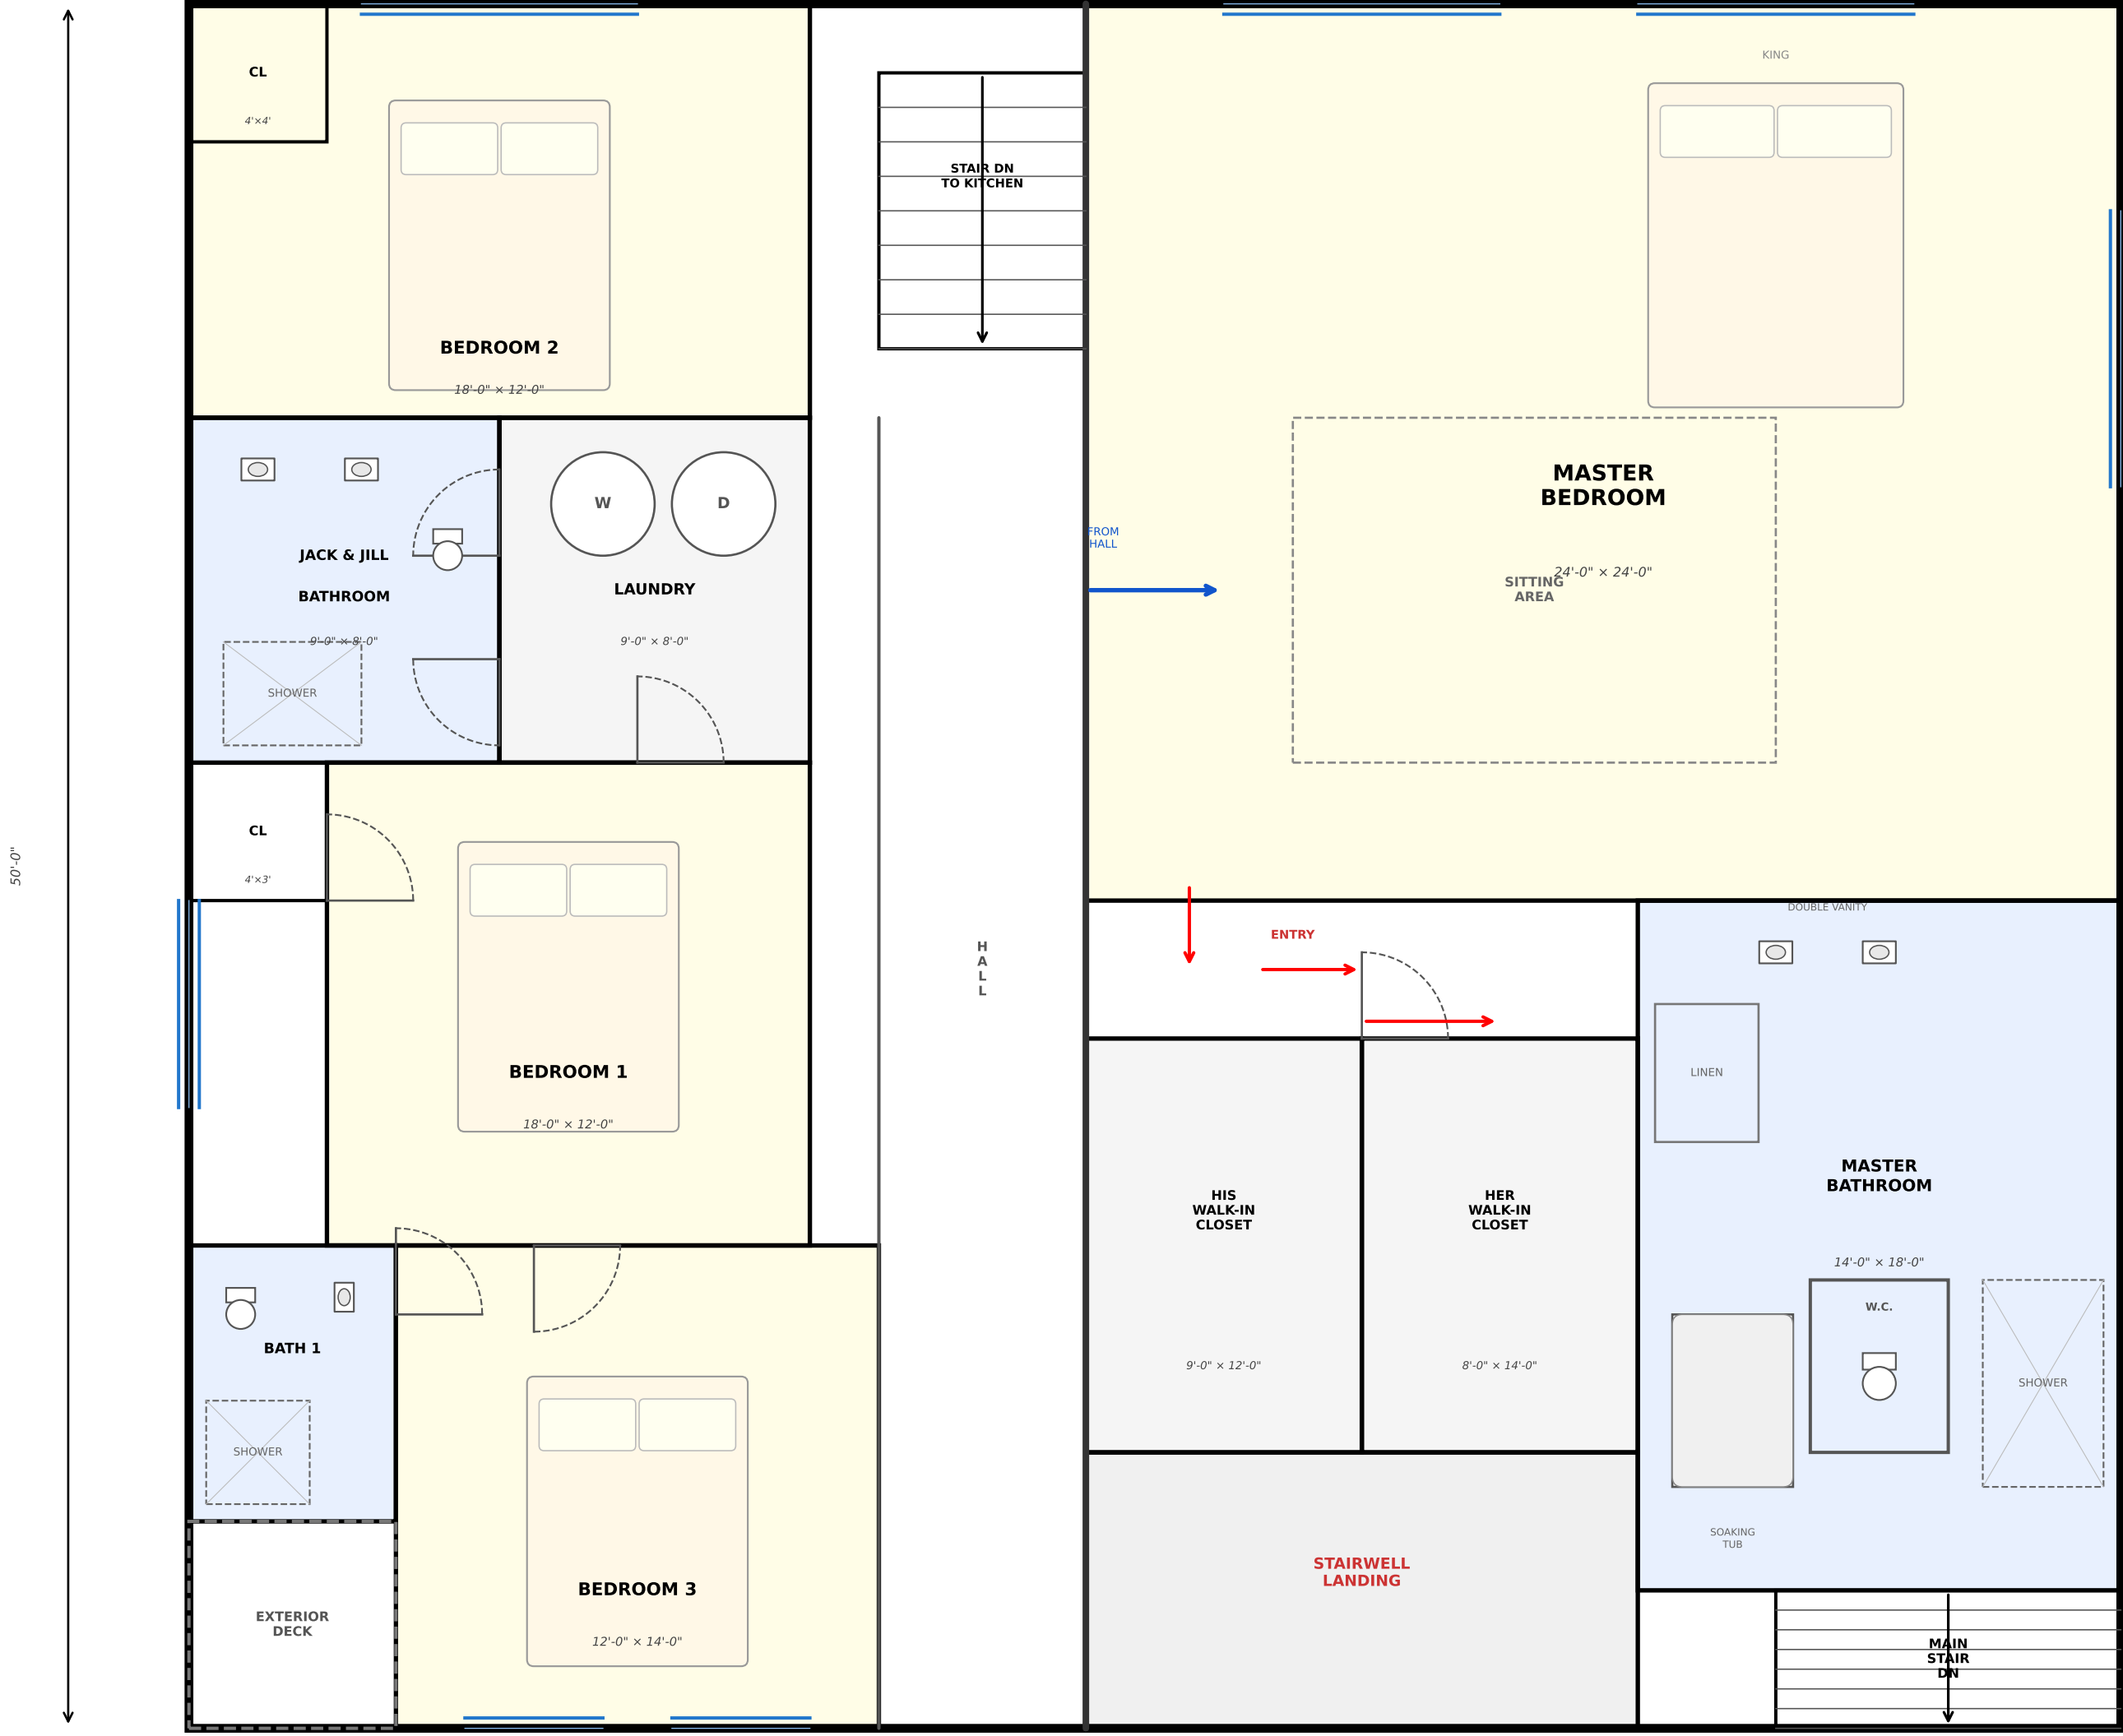 KING
CL
4'×4'
STAIR DN
TO KITCHEN
BEDROOM 2
18'-0" × 12'-0"
MASTER
BEDROOM
24'-0" × 24'-0"
SITTING
AREA
W
D
FROM
HALL
JACK & JILL
BATHROOM
9'-0" × 8'-0"
SHOWER
LAUNDRY
9'-0" × 8'-0"
CL
4'×3'
50'-0"
H
A
L
L
ENTRY
DOUBLE VANITY
LINEN
BEDROOM 1
18'-0" × 12'-0"
HIS
WALK-IN
CLOSET
9'-0" × 12'-0"
HER
WALK-IN
CLOSET
8'-0" × 14'-0"
MASTER
BATHROOM
14'-0" × 18'-0"
W.C.
SHOWER
SOAKING
TUB
BATH 1
SHOWER
EXTERIOR
DECK
BEDROOM 3
12'-0" × 14'-0"
STAIRWELL
LANDING
MAIN
STAIR
DN